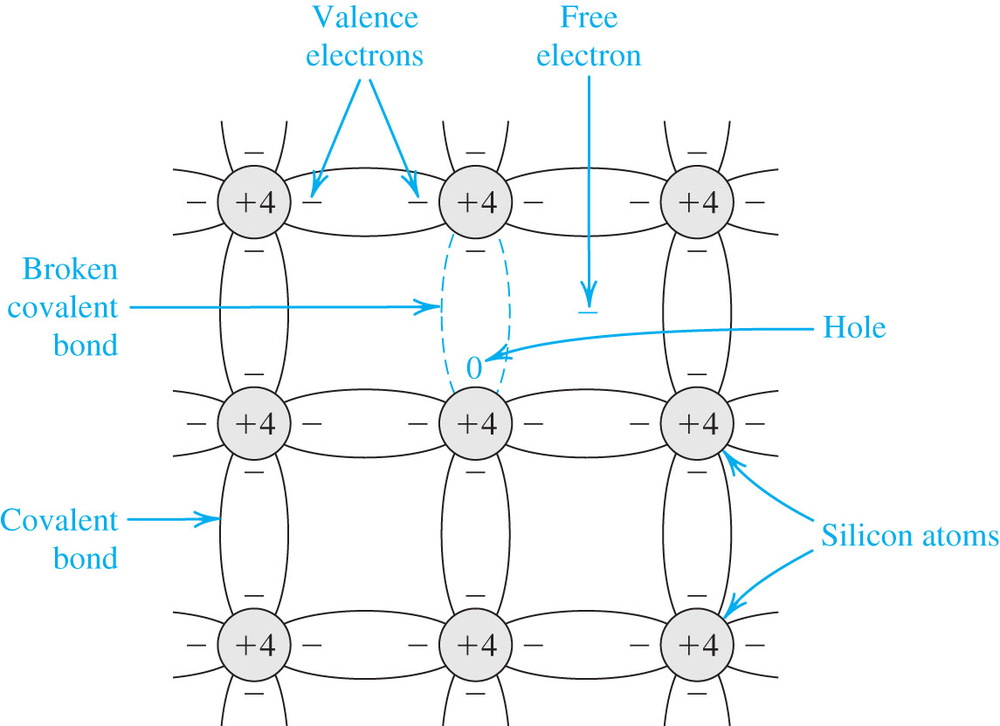 Valence
electrons
Free
electron
− − −
− +4 − − +4 − − +4 −
− − −
Broken
covalent
bond
−
Hole
− 0 −
− +4 − − +4 − − +4 −
− − −
Covalent
bond
Silicon atoms
− − −
− +4 − − +4 − − +4 −
− − −